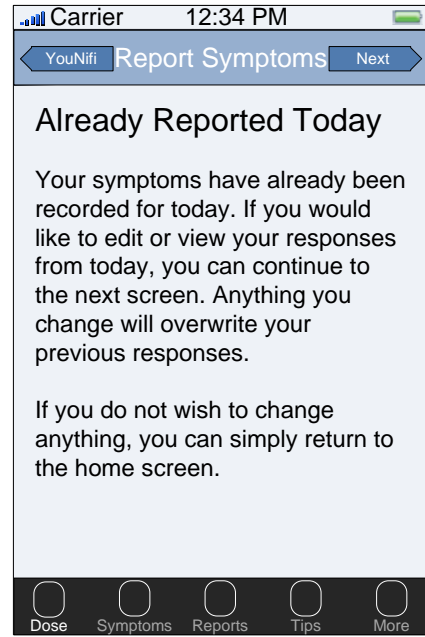 Carrier 12:34 PM
YouNifi Report Symptoms Next
Already Reported Today
Your symptoms have already been
recorded for today. If you would
like to edit or view your responses
from today, you can continue to
the next screen. Anything you
change will overwrite your
previous responses.
If you do not wish to change
anything, you can simply return to
the home screen.
Dose Symptoms Reports Tips More